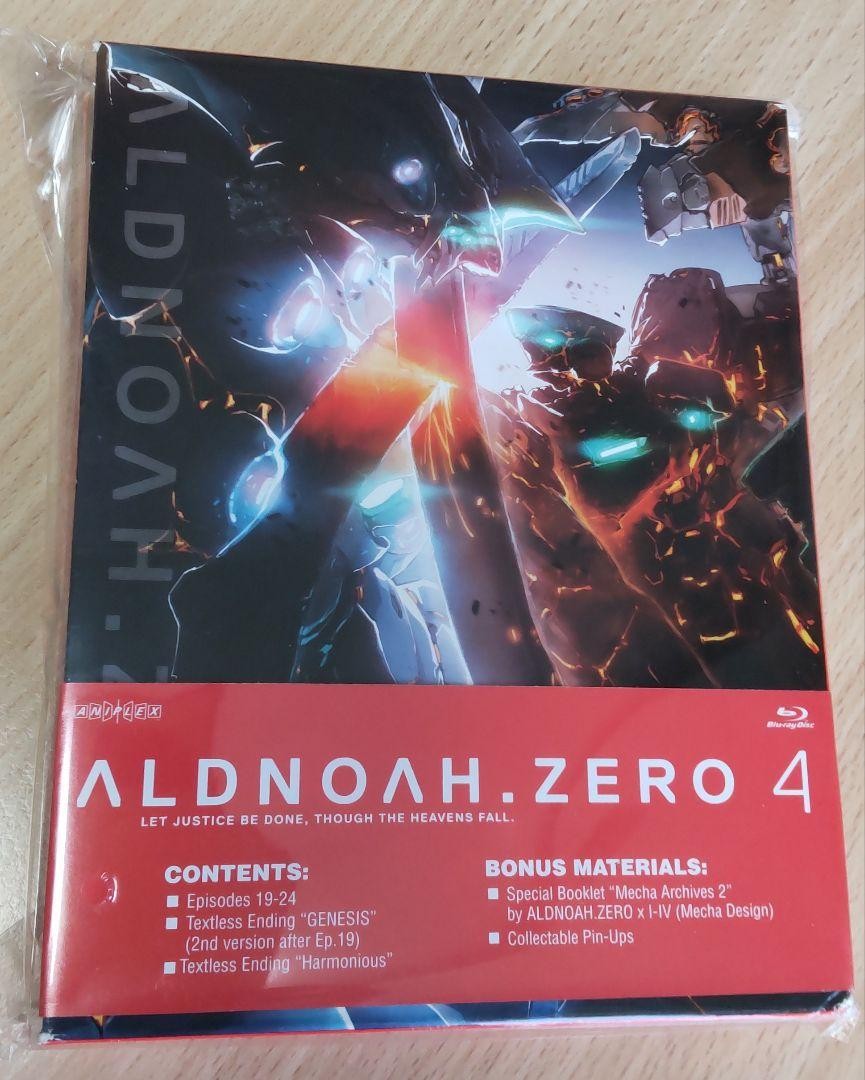 ALDNOAH.Z
ANIPLEX
Blu-ray Disc
ALDNOAH.ZERO 4
LET JUSTICE BE DONE, THOUGH THE HEAVENS FALL.
CONTENTS:
■ Episodes 19-24
■ Textless Ending “GENESIS”
(2nd version after Ep.19)
■ Textless Ending “Harmonious”
BONUS MATERIALS:
■ Special Booklet “Mecha Archives 2”
by ALDNOAH.ZERO x I-IV (Mecha Design)
■ Collectable Pin-Ups